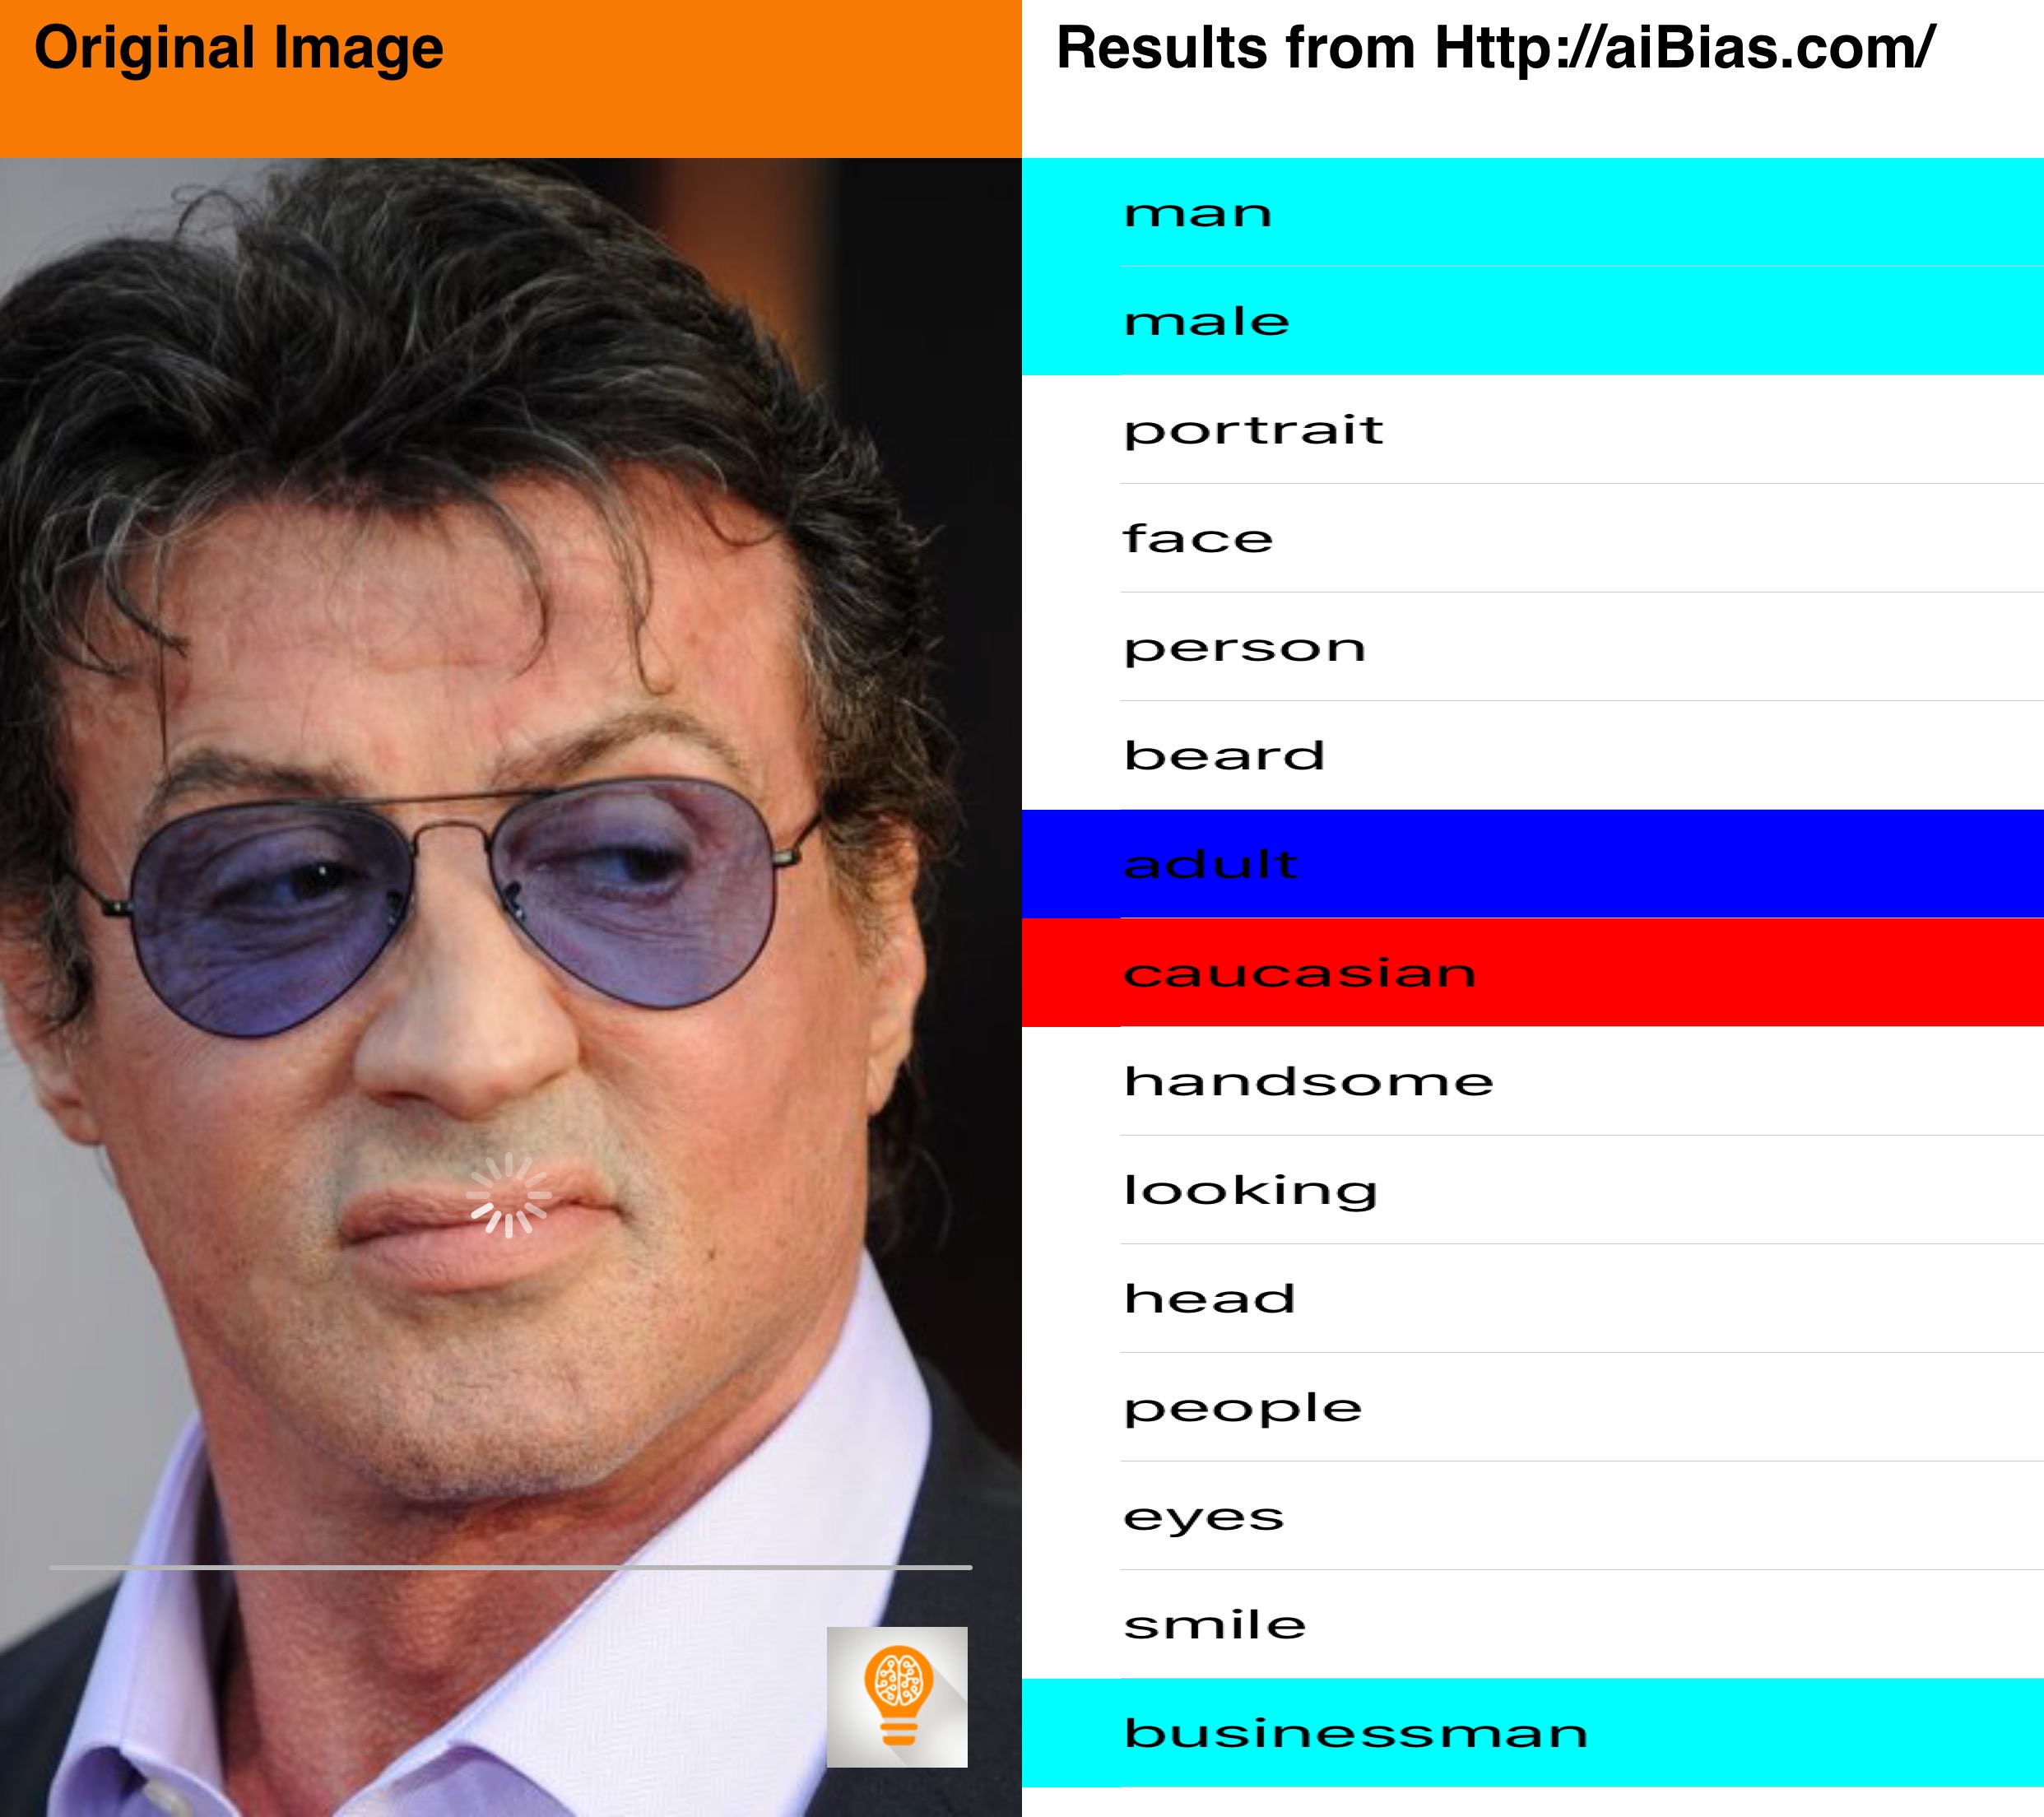 Original Image
Results from Http://aiBias.com/
man
male
portrait
face
person
beard
adult
caucasian
handsome
looking
head
people
eyes
smile
businessman